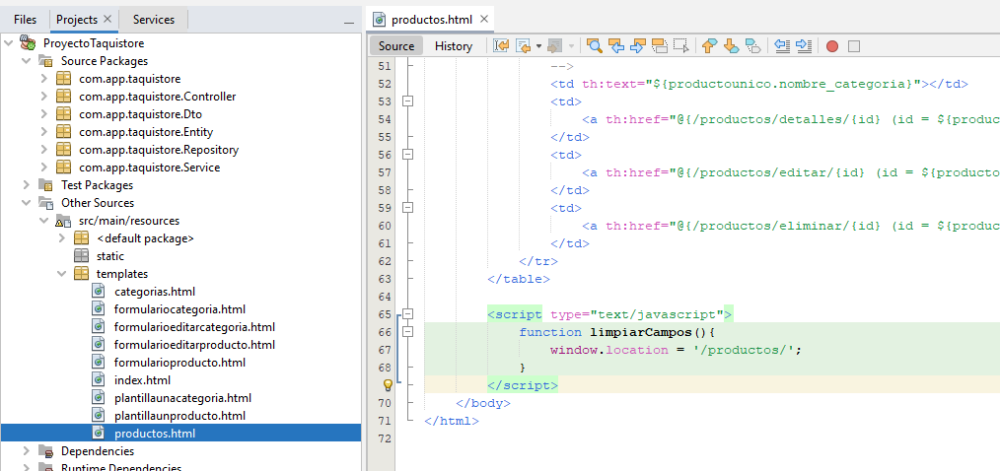 Files Projects Services
ProyectoTaquistore
Source Packages
com.app.taquistore
com.app.taquistore.Controller
com.app.taquistore.Dto
com.app.taquistore.Entity
com.app.taquistore.Repository
com.app.taquistore.Service
Test Packages
Other Sources
src/main/resources
<default package>
static
templates
categorias.html
formulariocategoria.html
formularioeditarcategoria.html
formularioeditarproducto.html
formularioproducto.html
index.html
plantillaunacategoria.html
plantillaunproducto.html
productos.html
Dependencies
Runtime Dependencies
productos.html
Source History
51 -->
52 <td th:text="${productounico.nombre_categoria}"></td>
53 <td>
54 <a th:href="@{/productos/detalles/{id} (id = ${produc
55 </td>
56 <td>
57 <a th:href="@{/productos/editar/{id} (id = ${producto
58 </td>
59 <td>
60 <a th:href="@{/productos/eliminar/{id} (id = ${produc
61 </td>
62 </tr>
63 </table>
64
65 <script type="text/javascript">
66 function limpiarCampos(){
67 window.location = '/productos/';
68 }
</script>
70 </body>
71 </html>
72